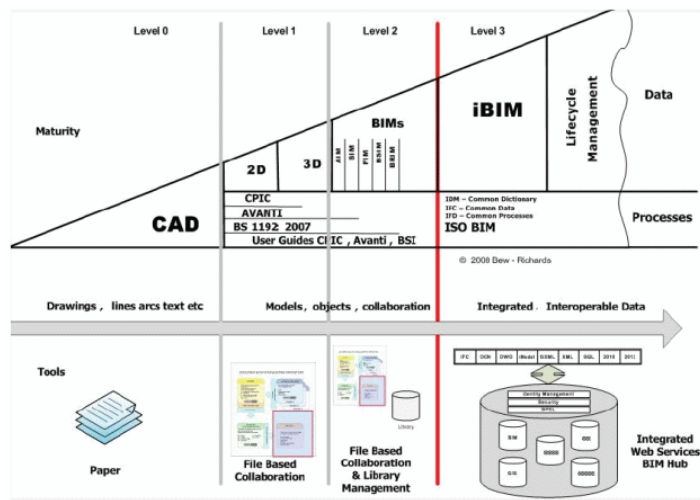 Level 0
Level 1
Level 2
Level 3
Maturity
CAD
2D
3D
BIMs
AIM
SIM
FIM
BSIM
BRIM
iBIM
Lifecycle
Management
Data
CPIC
AVANTI
BS 1192 2007
User Guides CPIC , Avanti , BSI
IDM – Common Dictionary
IFC – Common Data
IFD – Common Processes
ISO BIM
Processes
© 2008 Bew - Richards
Drawings , lines arcs text etc
Models, objects, collaboration
Integrated , Interoperable Data
Tools
Paper
File Based
Collaboration
File Based
Collaboration
& Library
Management
Library
IFC
DGN
DWG
iModel
XML
SQL
Identity Management
Security
Integrated
Web Services
BIM Hub